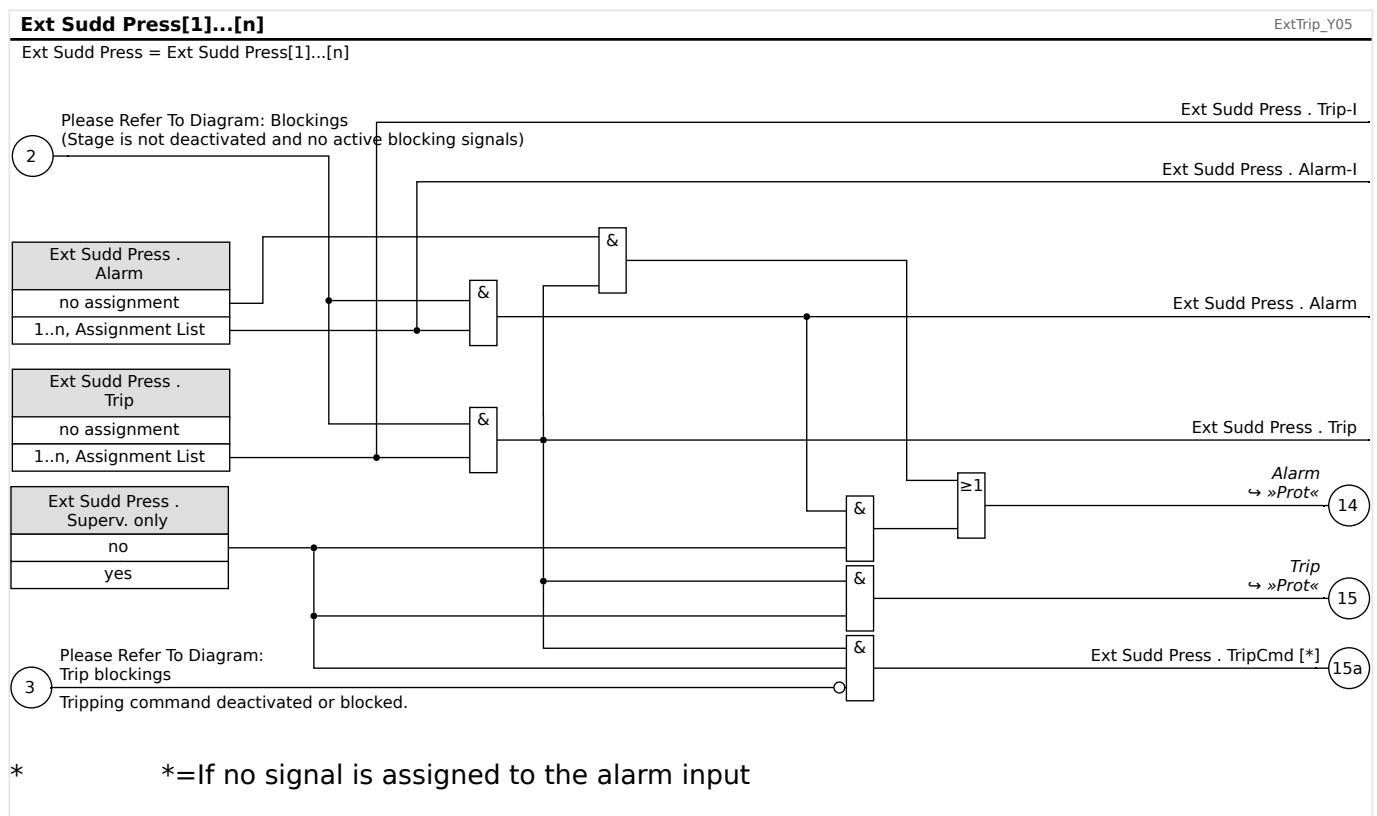 Ext Sudd Press[1]...[n]
ExtTrip_Y05
Ext Sudd Press = Ext Sudd Press[1]...[n]
Please Refer To Diagram: Blockings
(Stage is not deactivated and no active blocking signals)
2
Ext Sudd Press . Trip-I
Ext Sudd Press . Alarm-I
Ext Sudd Press .
Alarm
no assignment
1..n, Assignment List
&
&
Ext Sudd Press . Alarm
Ext Sudd Press .
Trip
no assignment
1..n, Assignment List
&
Ext Sudd Press . Trip
Ext Sudd Press .
Superv. only
no
yes
≥1
&
Alarm
↪ »Prot«
14
&
Trip
↪ »Prot«
15
&
Ext Sudd Press . TripCmd [*]
15a
Please Refer To Diagram:
Trip blockings
3
Tripping command deactivated or blocked.
* *=If no signal is assigned to the alarm input